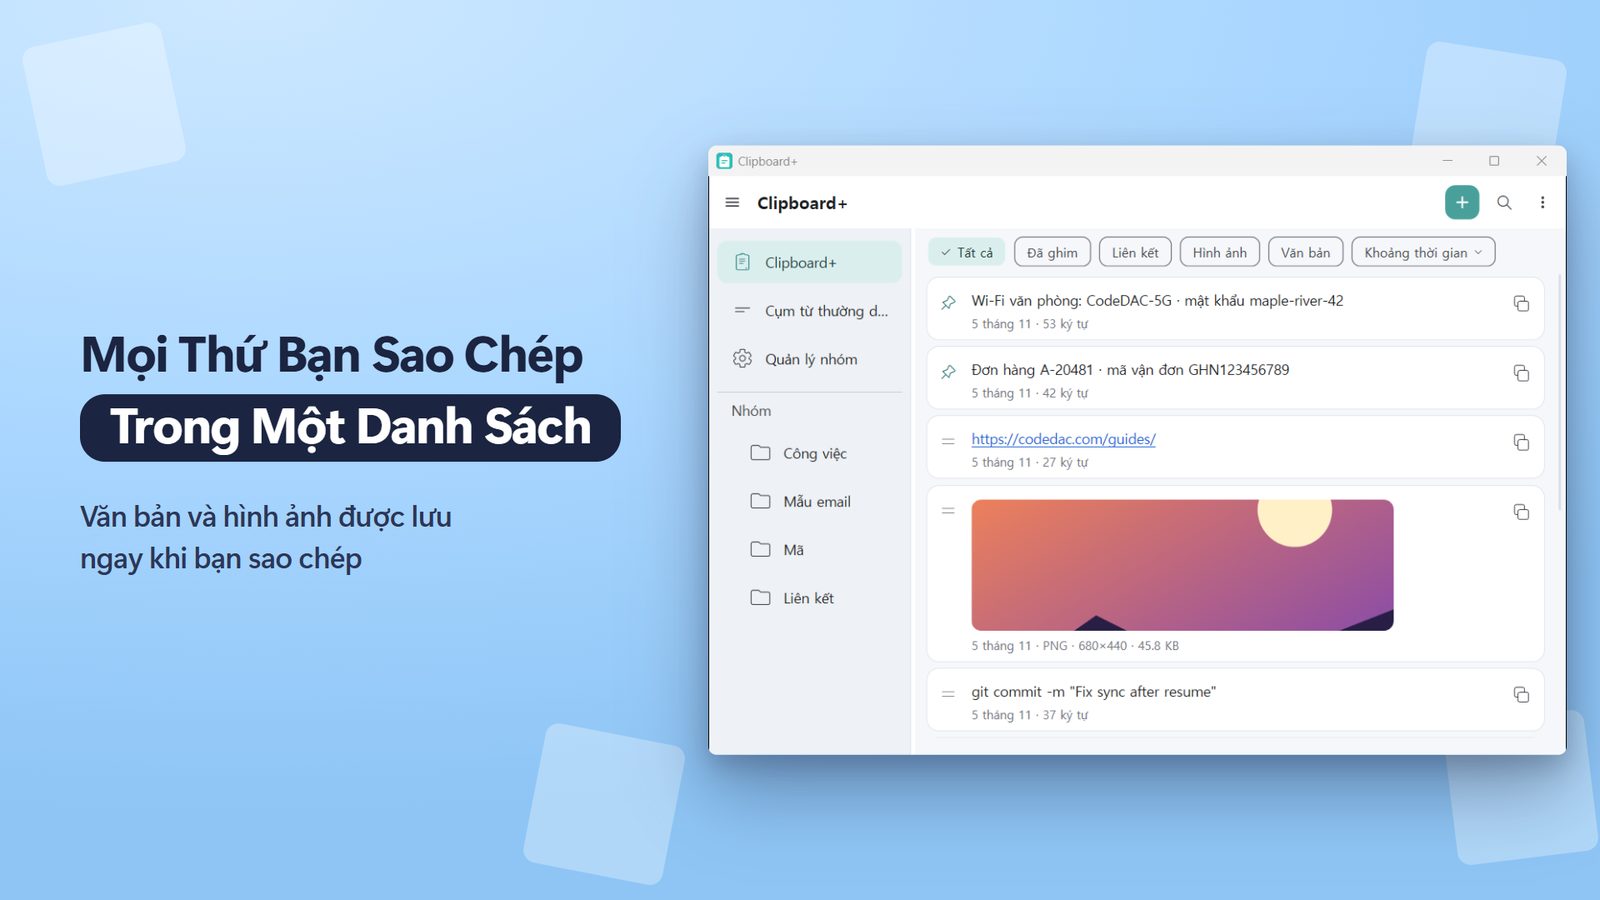 Mọi Thứ Bạn Sao Chép
Trong Một Danh Sách
Văn bản và hình ảnh được lưu
ngay khi bạn sao chép
Clipboard+
Clipboard+
Clipboard+
Cụm từ thường d...
Quản lý nhóm
Nhóm
Công việc
Mẫu email
Mã
Liên kết
Tất cả
Đã ghim
Liên kết
Hình ảnh
Văn bản
Khoảng thời gian
Wi-Fi văn phòng: CodeDAC-5G · mật khẩu maple-river-42
5 tháng 11 · 53 ký tự
Đơn hàng A-20481 · mã vận đơn GHN123456789
5 tháng 11 · 42 ký tự
https://codedac.com/guides/
5 tháng 11 · 27 ký tự
5 tháng 11 · PNG · 680×440 · 45.8 KB
git commit -m "Fix sync after resume"
5 tháng 11 · 37 ký tự